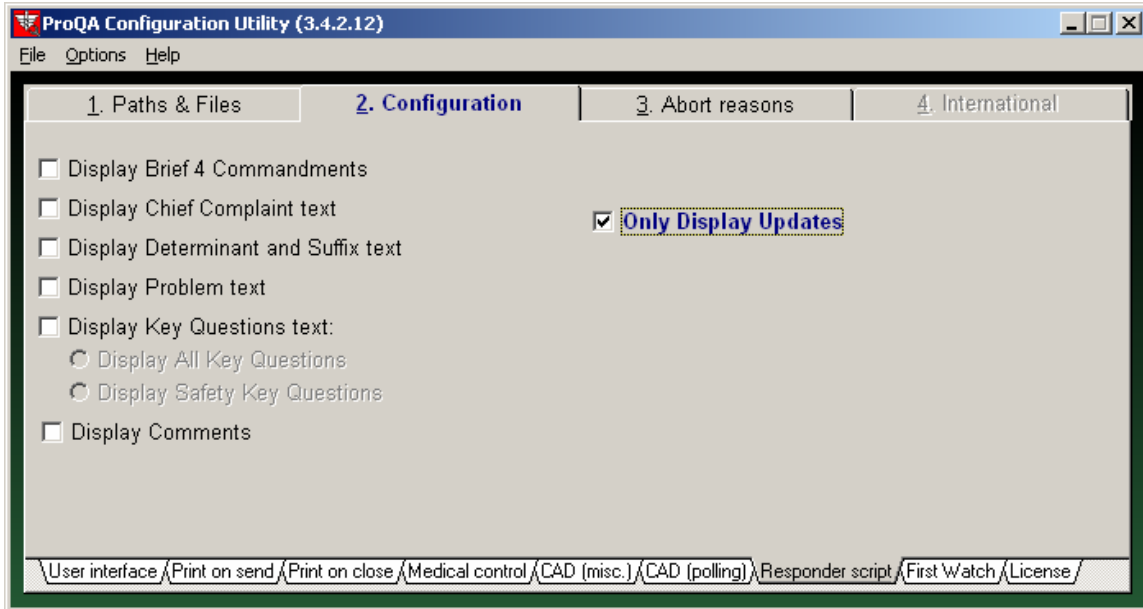 ProQA Configuration Utility (3.4.2.12)
File Options Help
1. Paths & Files 2. Configuration 3. Abort reasons 4. International
Display Brief 4 Commandments
Display Chief Complaint text
Display Determinant and Suffix text
Display Problem text
Display Key Questions text:
Display All Key Questions
Display Safety Key Questions
Display Comments
Only Display Updates
User interface Print on send Print on close Medical control CAD (misc.) CAD (polling) Responder script First Watch License